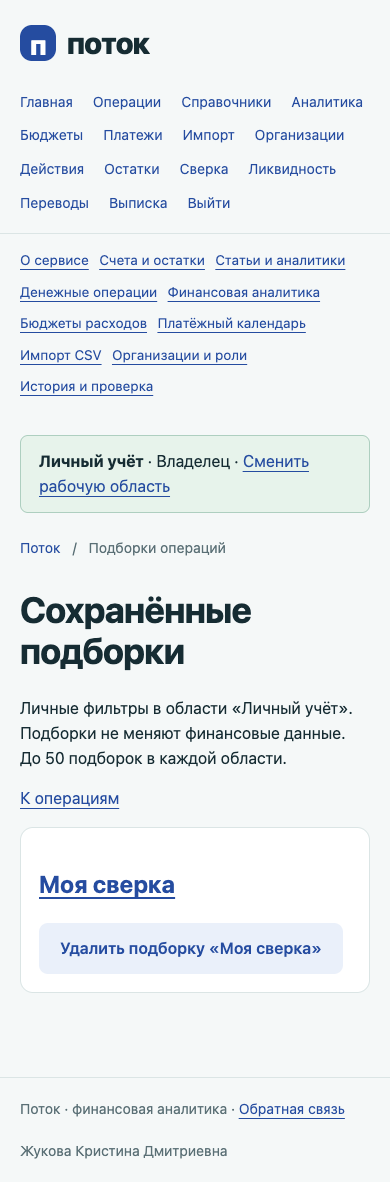 п поток
Главная Операции Справочники Аналитика
Бюджеты Платежи Импорт Организации
Действия Остатки Сверка Ликвидность
Переводы Выписка Выйти
О сервисе Счета и остатки Статьи и аналитики
Денежные операции Финансовая аналитика
Бюджеты расходов Платёжный календарь
Импорт CSV Организации и роли
История и проверка
Личный учёт · Владелец · Сменить
рабочую область
Поток / Подборки операций
Сохранённые
подборки
Личные фильтры в области «Личный учёт».
Подборки не меняют финансовые данные.
До 50 подборок в каждой области.
К операциям
Моя сверка
Удалить подборку «Моя сверка»
Поток · финансовая аналитика · Обратная связь
Жукова Кристина Дмитриевна